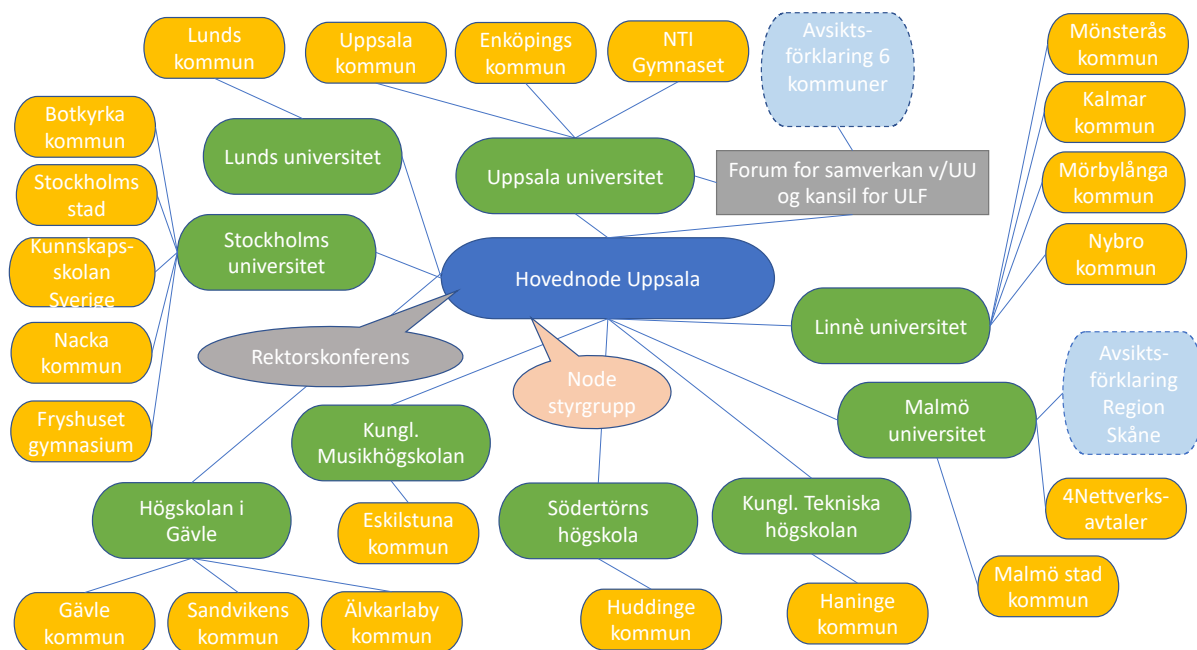 Lunds
kommun
Uppsala
kommun
Enköpings
kommun
NTI
Gymnaset
Avsikts-
förklaring 6
kommuner
Mönsterås
kommun
Botkyrka
kommun
Lunds universitet
Uppsala universitet
Forum for samverkan v/UU
og kansil for ULF
Kalmar
kommun
Stockholms
stad
Mörbylånga
kommun
Kunnskaps-
skolan
Sverige
Stockholms
universitet
Hovednode Uppsala
Nybro
kommun
Linnè universitet
Nacka
kommun
Rektorskonferens
Node
styrgrupp
Avsikts-
förklaring
Region
Skåne
Fryshuset
gymnasium
Kungl.
Musikhögskolan
Malmö
universitet
Högskolan i
Gävle
Eskilstuna
kommun
Södertörns
högskola
Kungl. Tekniska
högskolan
4Nettverks-
avtaler
Gävle
kommun
Sandvikens
kommun
Älvkarlaby
kommun
Huddinge
kommun
Haninge
kommun
Malmö stad
kommun